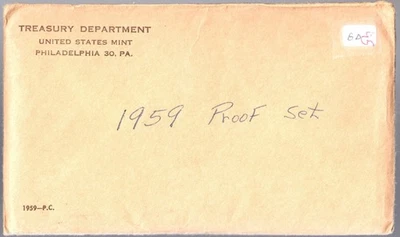 TREASURY DEPARTMENT
UNITED STATES MINT
PHILADELPHIA 30, PA.
1959 Proof Set
1959—P.C.